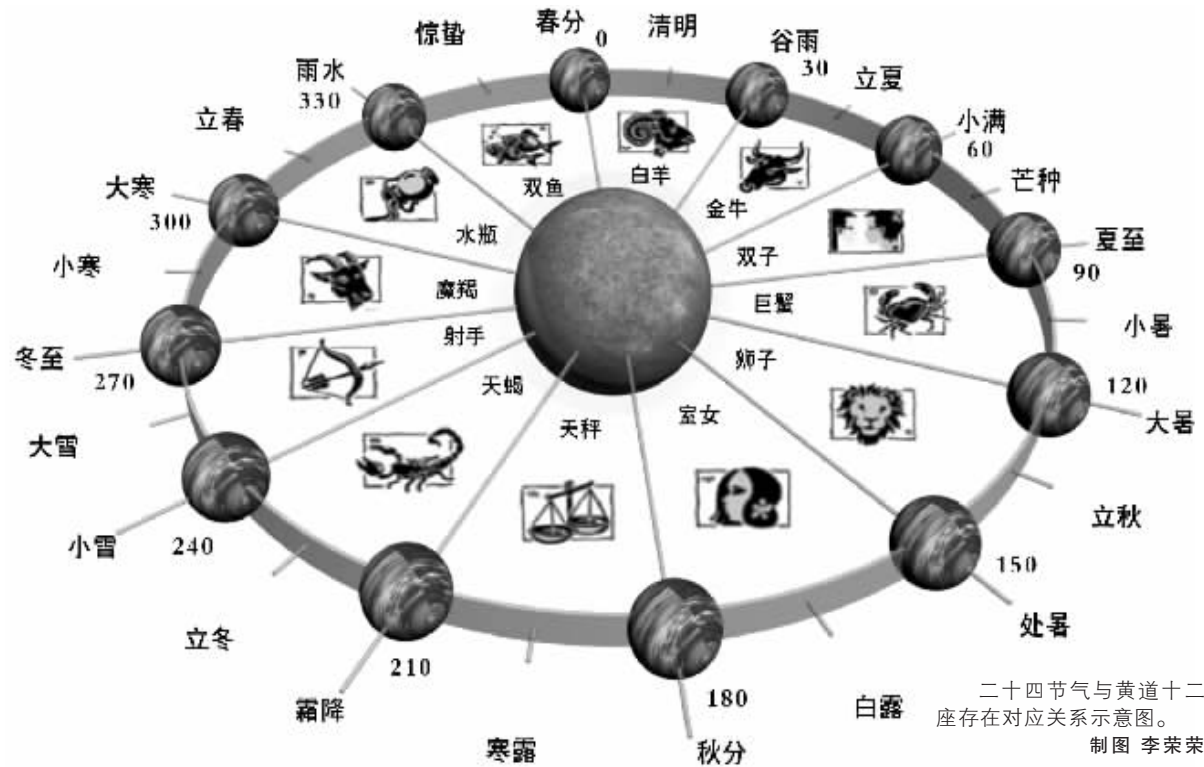 春分
0
清明
谷雨
30
立夏
小满
60
芒种
夏至
90
小暑
120
大暑
立秋
150
处暑
白露
180
秋分
寒露
210
霜降
立冬
240
小雪
大雪
270
冬至
小寒
300
大寒
立春
雨水
330
惊蛰
白羊
金牛
双子
巨蟹
狮子
室女
天秤
天蝎
射手
魔羯
水瓶
双鱼
二十四节气与黄道十二
座存在对应关系示意图。
制图 李荣荣